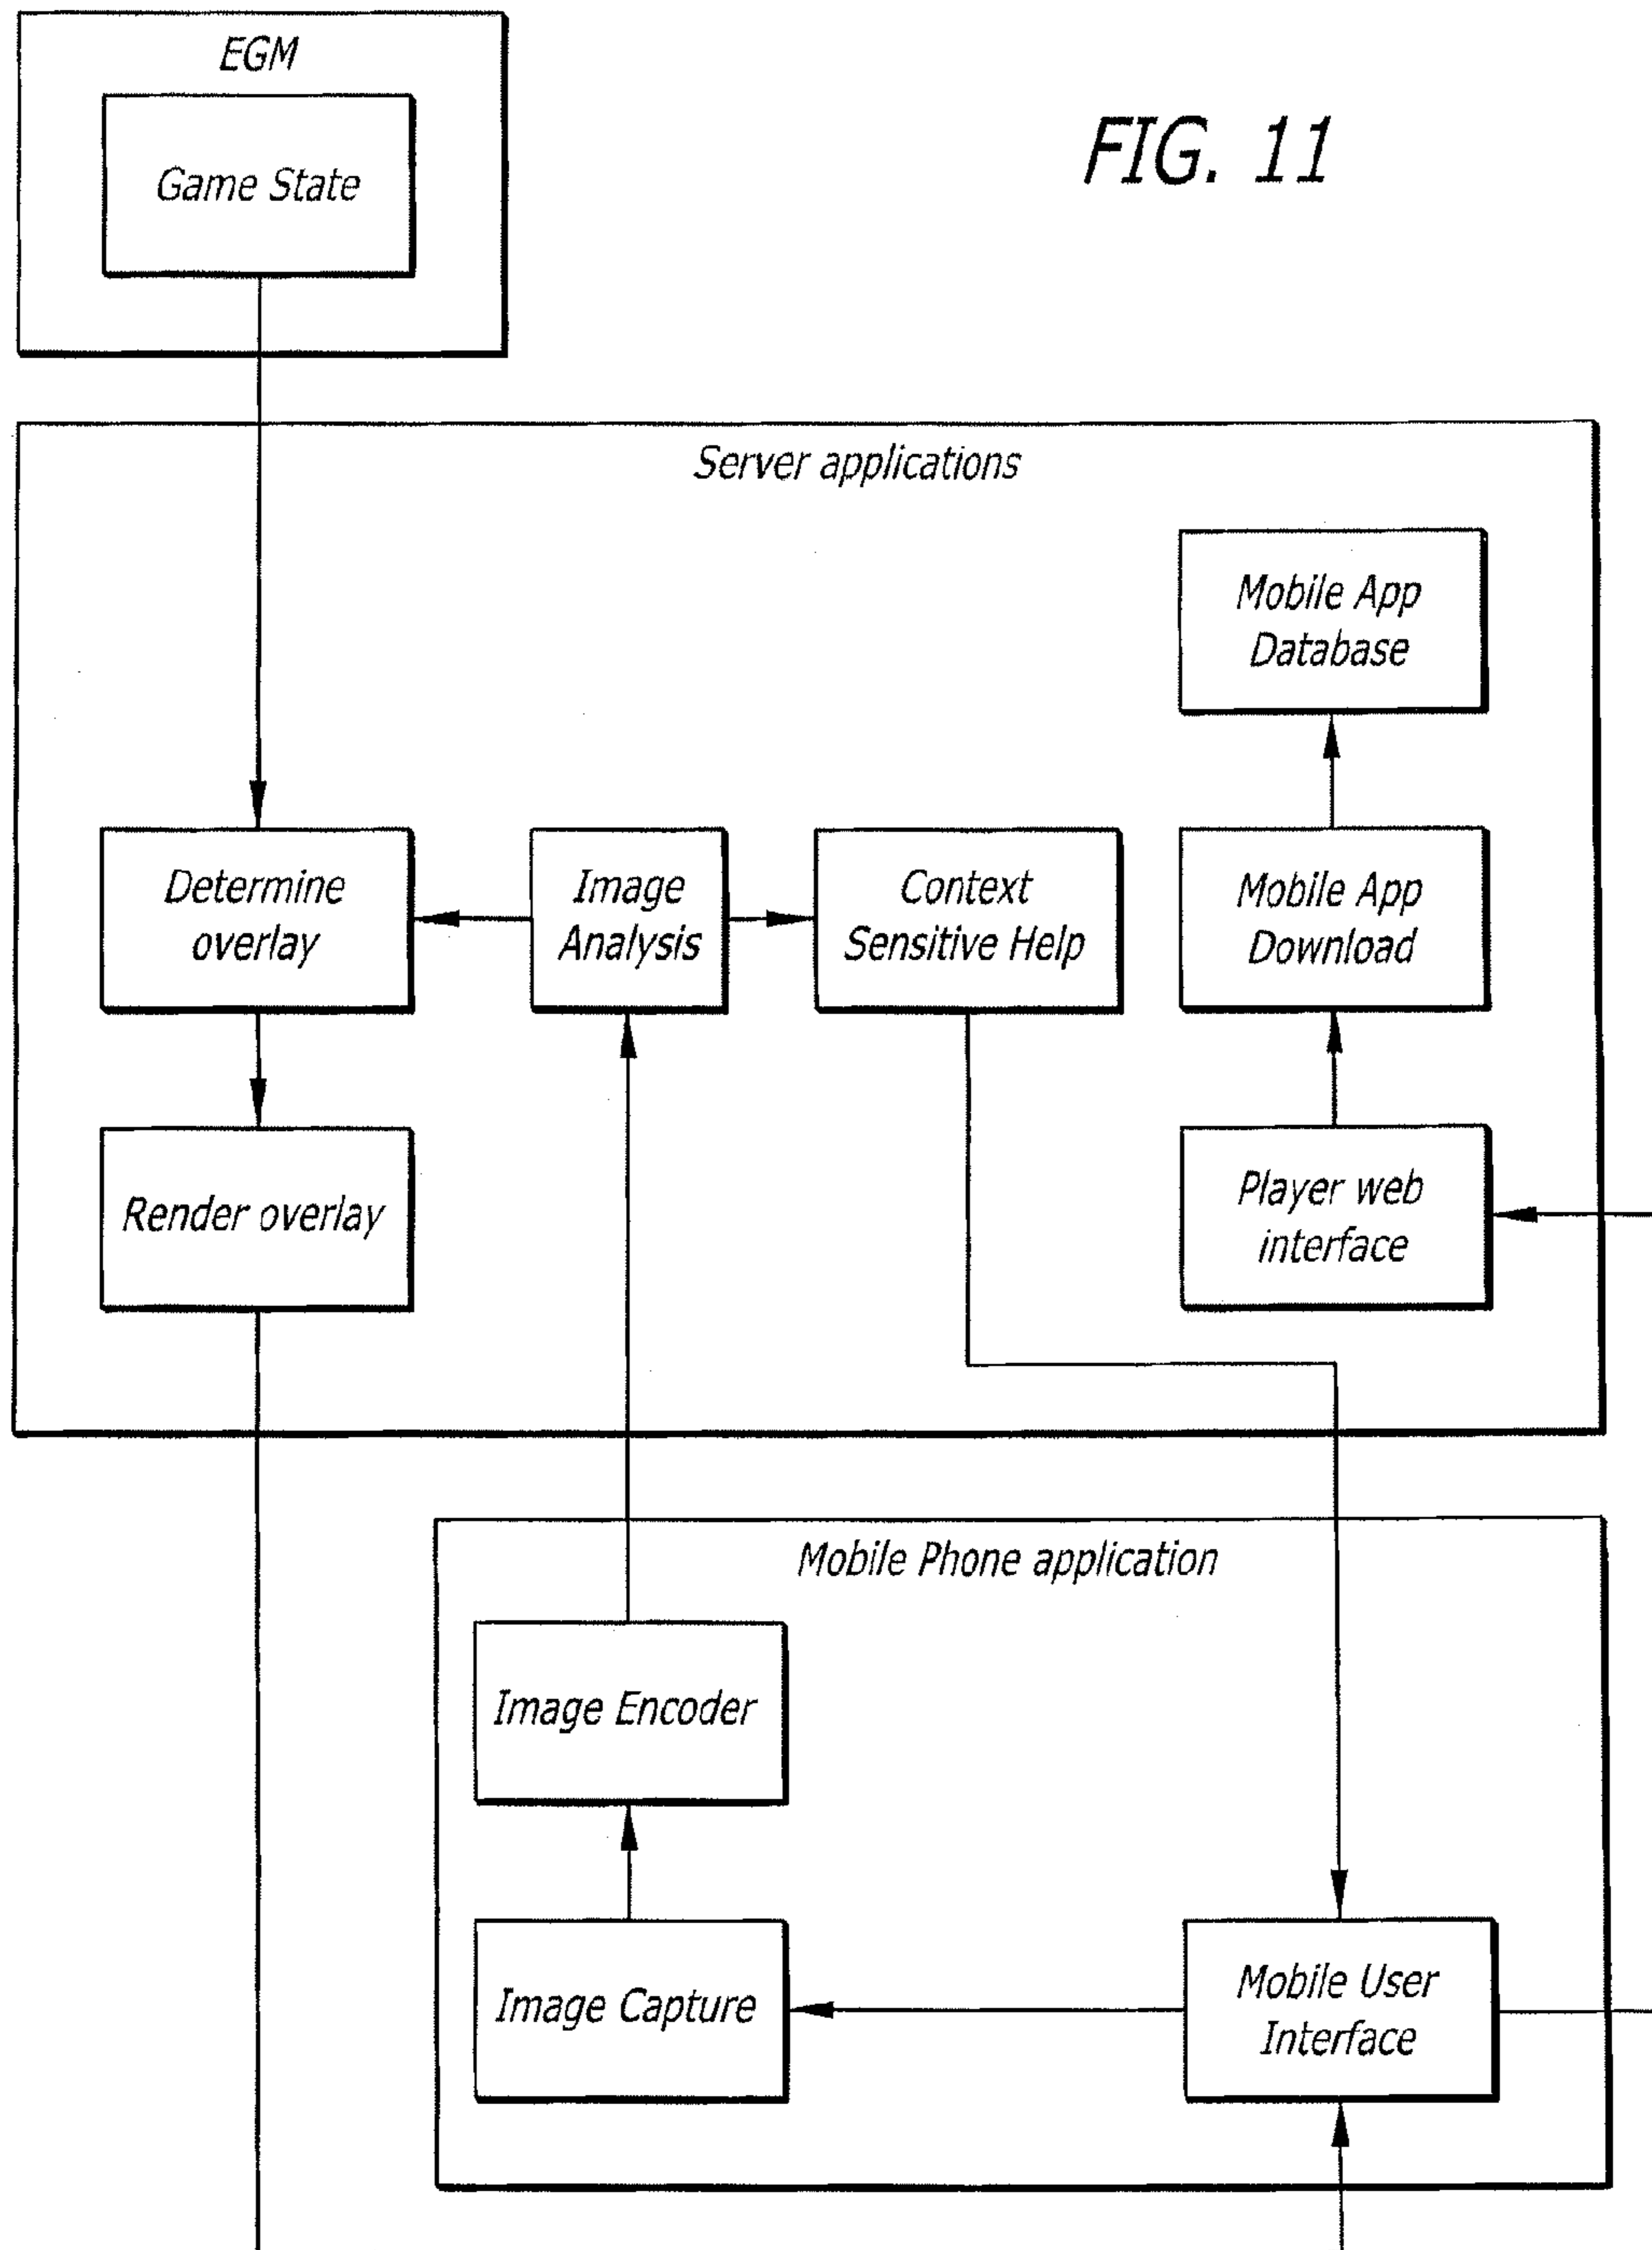 EGM
Game State
FIG. 11
Server applications
Mobile App
Database
Determine
overlay
Image
Analysis
Context
Sensitive Help
Mobile App
Download
Render overlay
Player web
interface
Mobile Phone application
Image Encoder
Image Capture
Mobile User
Interface